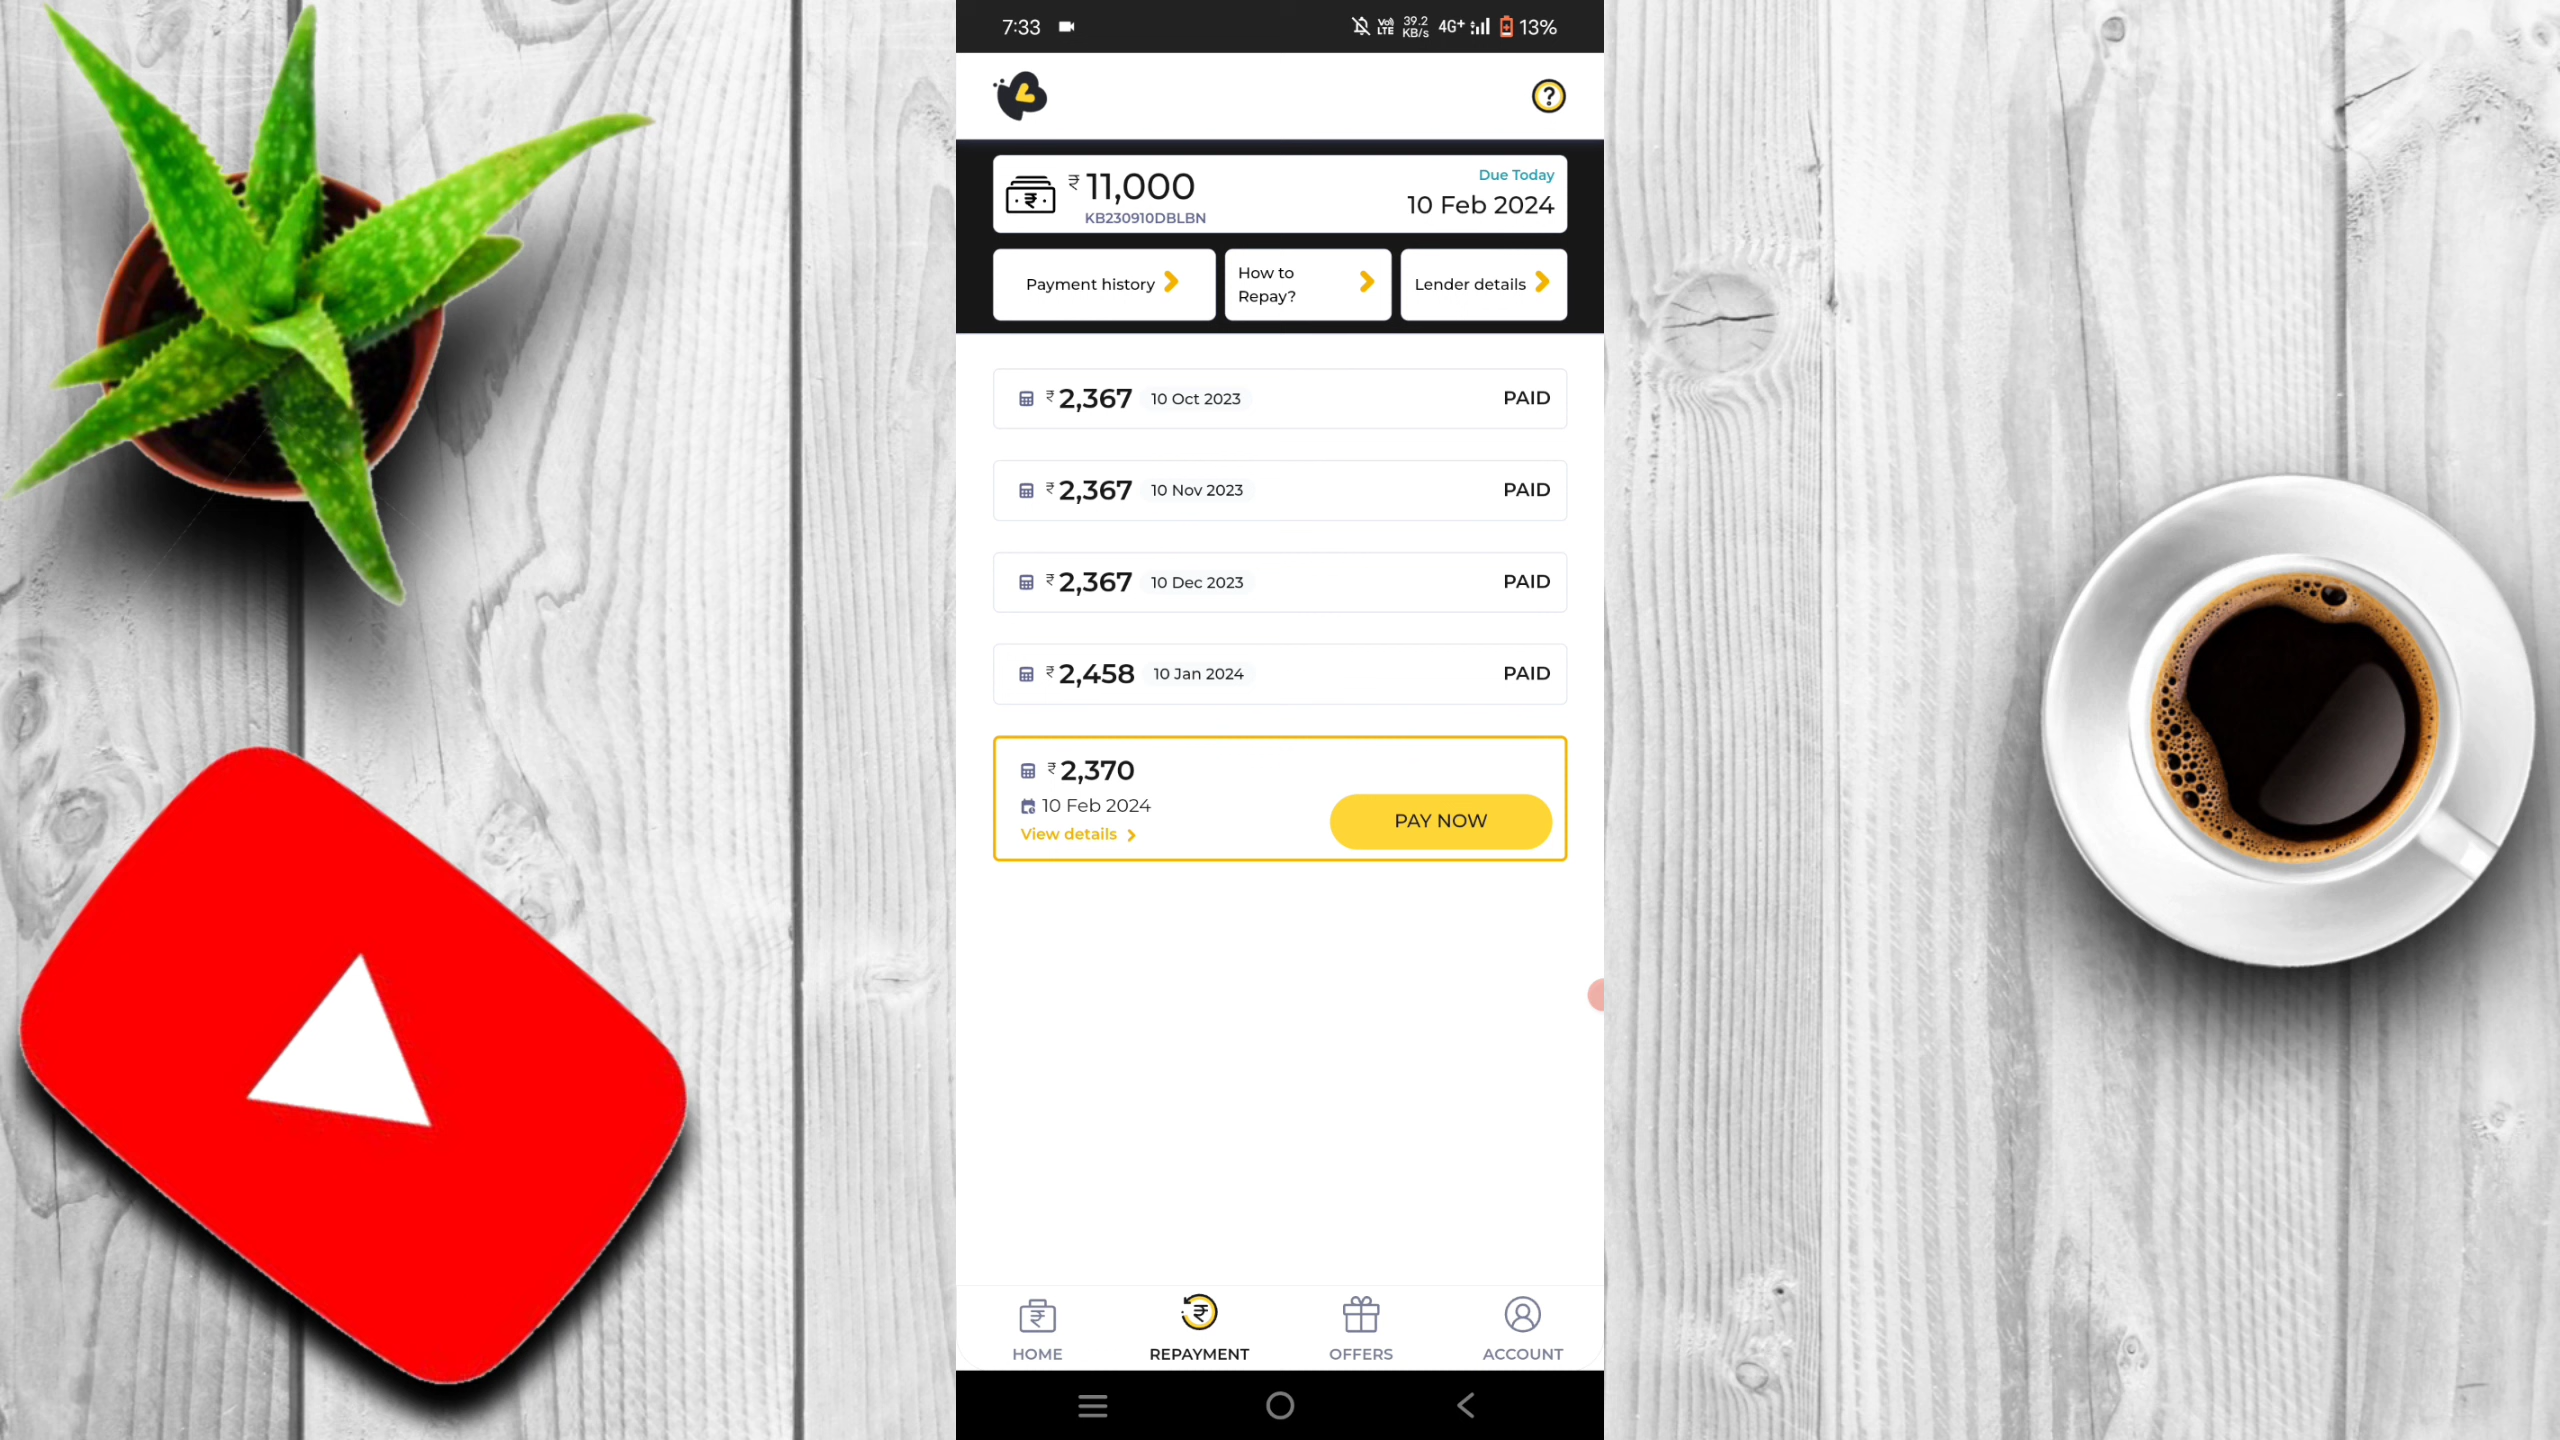 7:33
Vo) LTE 39.2 KB/s 4G+ 13%
?
₹ 11,000
KB230910DBLBN
Due Today
10 Feb 2024
Payment history
How to Repay?
Lender details
₹ 2,367 10 Oct 2023 PAID
₹ 2,367 10 Nov 2023 PAID
₹ 2,367 10 Dec 2023 PAID
₹ 2,458 10 Jan 2024 PAID
₹ 2,370
10 Feb 2024
View details
PAY NOW
HOME
REPAYMENT
OFFERS
ACCOUNT